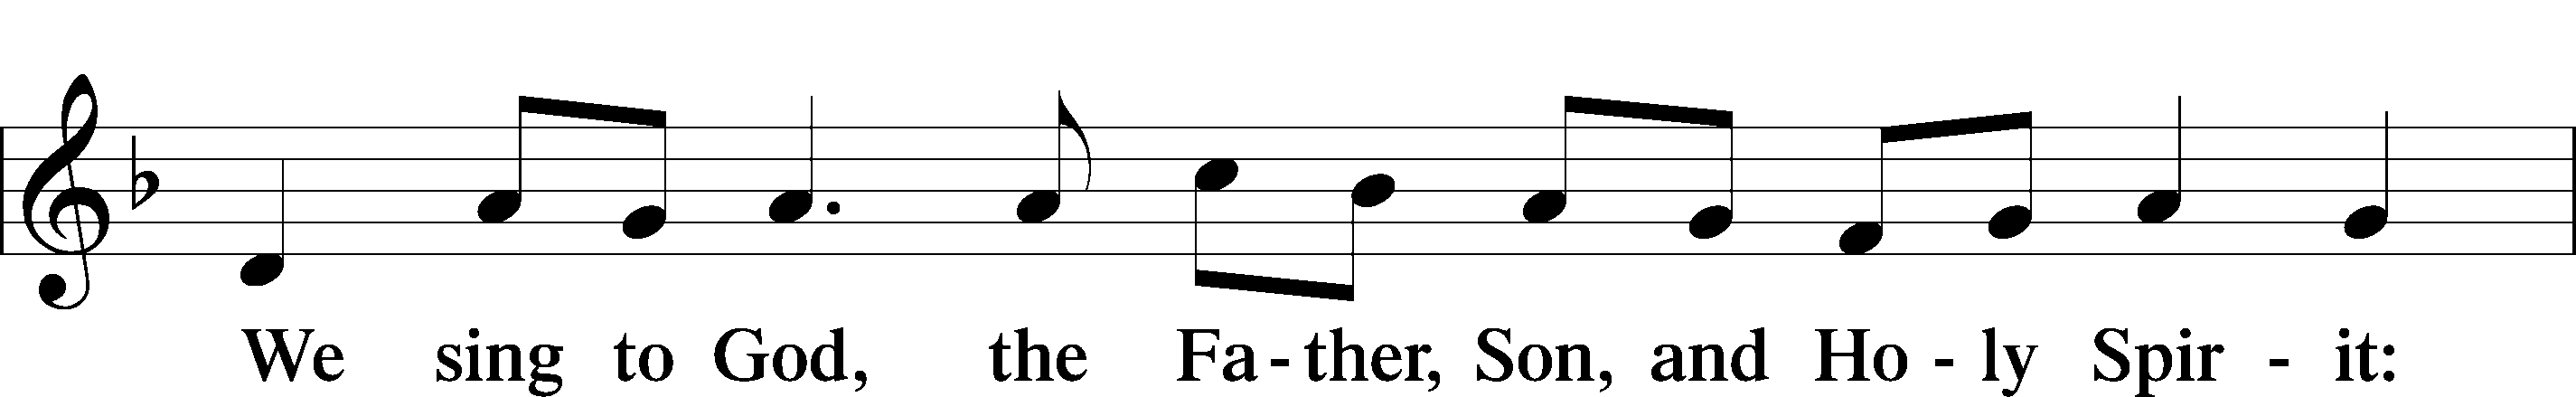 We sing to God, the Fa - ther, Son, and Ho - ly Spir - it: